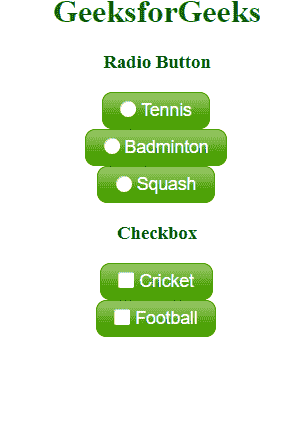 GeeksforGeeks
Radio Button
Tennis
Badminton
Squash
Checkbox
Cricket
Football